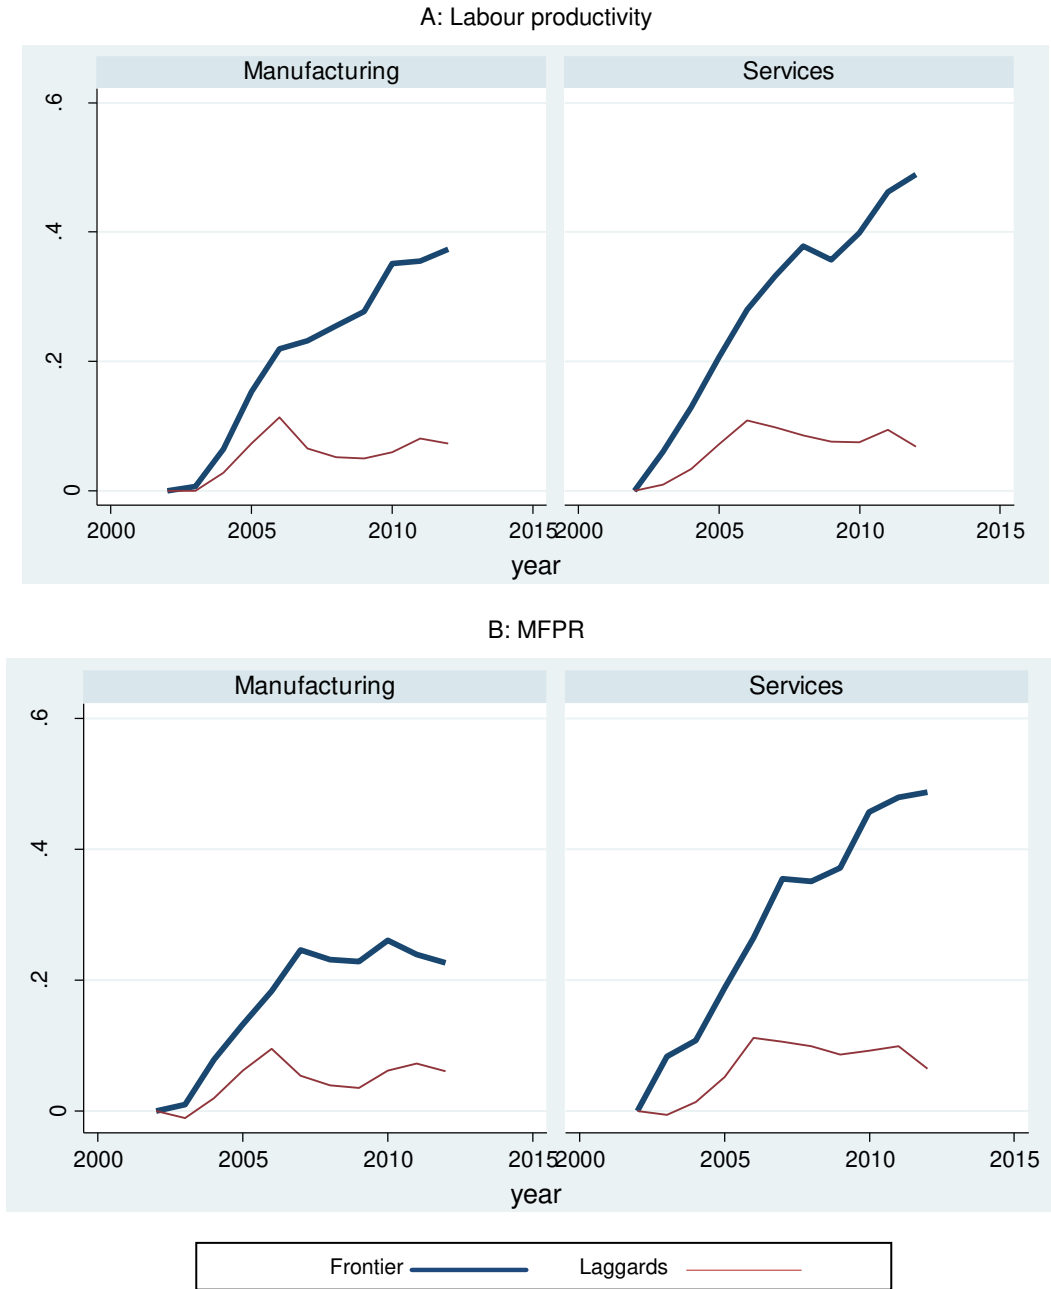 A: Labour productivity
Manufacturing Services
.6
.4
.2
0
2000 2005 2010 2015 2000 2005 2010 2015
year
B: MFPR
Manufacturing Services
.6
.4
.2
0
2000 2005 2010 2015 2000 2005 2010 2015
year
Frontier Laggards